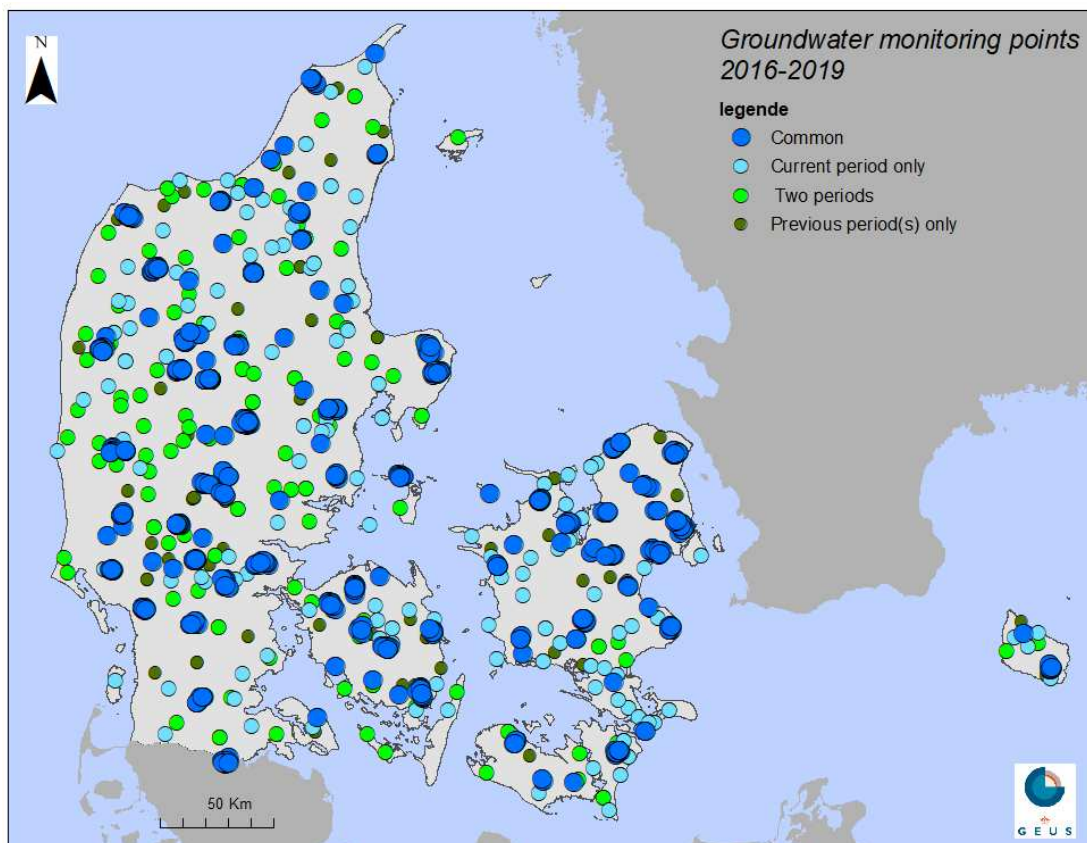 N
Groundwater monitoring points
2016-2019
legende
Common
Current period only
Two periods
Previous period(s) only
50 Km
GEUS